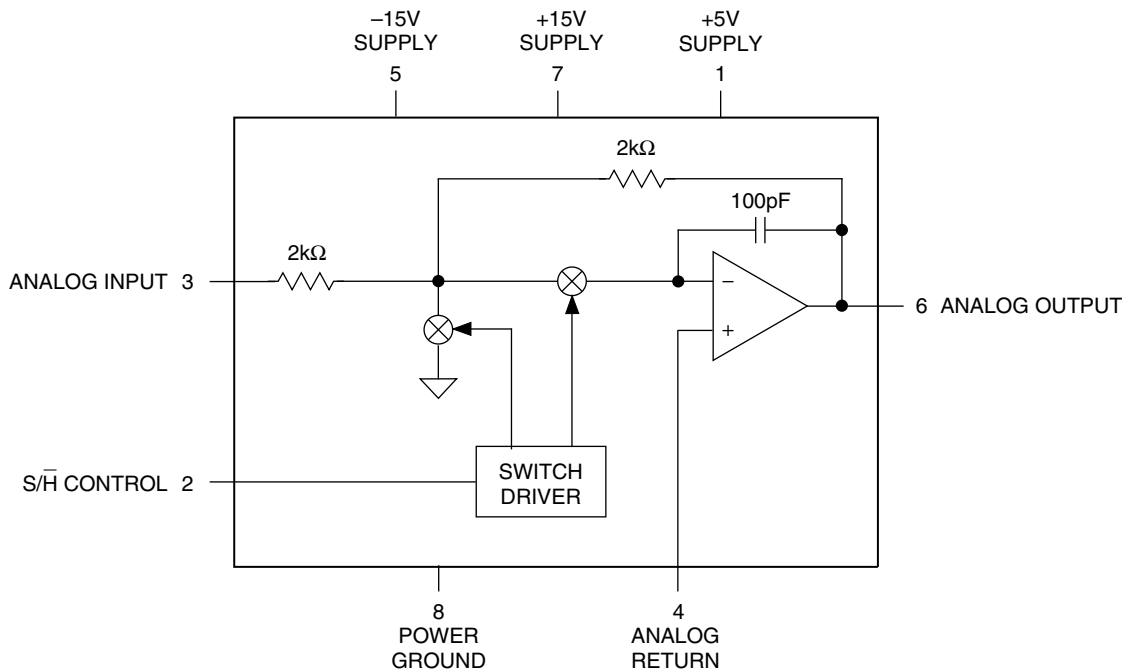 –15V
SUPPLY
5
+15V
SUPPLY
7
+5V
SUPPLY
1
2kΩ
100pF
2kΩ
ANALOG INPUT 3
–
+
6 ANALOG OUTPUT
S/H̅ CONTROL 2
SWITCH
DRIVER
8
POWER
GROUND
4
ANALOG
RETURN